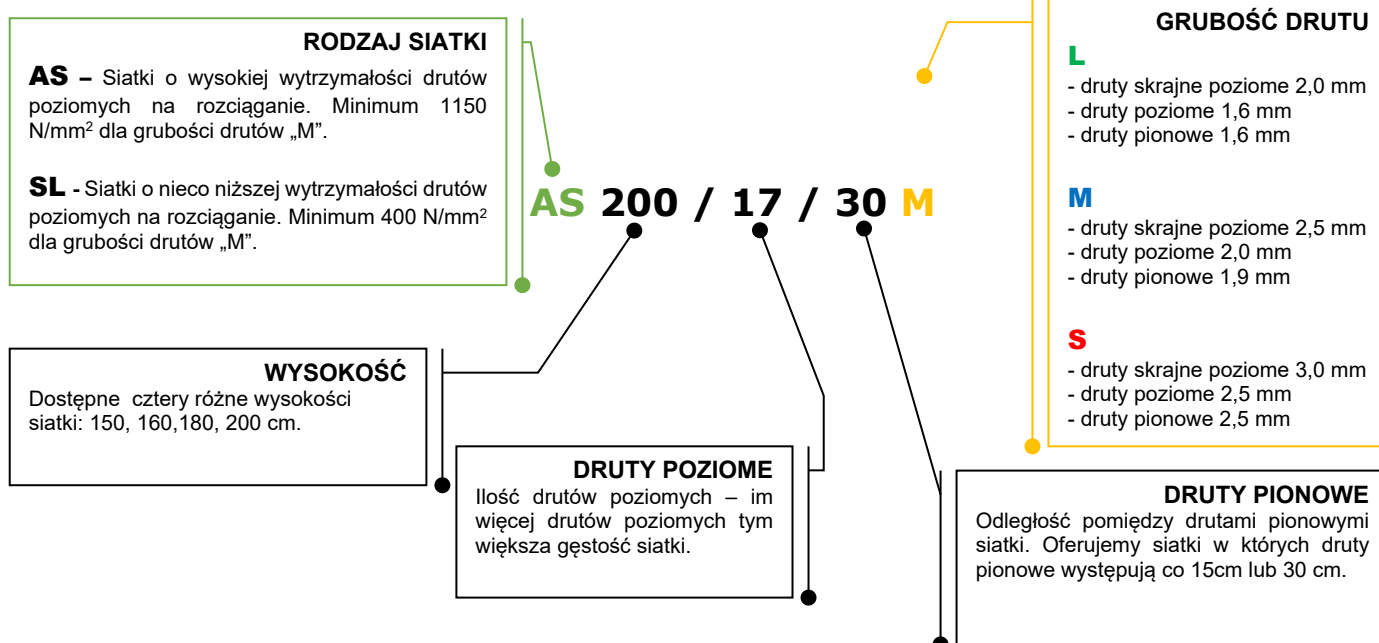 RODZAJ SIATKI
AS – Siatki o wysokiej wytrzymałości drutów
poziomych na rozciąganie. Minimum 1150
N/mm² dla grubości drutów „M”.
SL - Siatki o nieco niższej wytrzymałości drutów
poziomych na rozciąganie. Minimum 400 N/mm²
dla grubości drutów „M”.
AS 200 / 17 / 30 M
GRUBOŚĆ DRUTU
L
- druty skrajne poziome 2,0 mm
- druty poziome 1,6 mm
- druty pionowe 1,6 mm
M
- druty skrajne poziome 2,5 mm
- druty poziome 2,0 mm
- druty pionowe 1,9 mm
S
- druty skrajne poziome 3,0 mm
- druty poziome 2,5 mm
- druty pionowe 2,5 mm
WYSOKOŚĆ
Dostępne cztery różne wysokości
siatki: 150, 160,180, 200 cm.
DRUTY POZIOME
Ilość drutów poziomych – im
więcej drutów poziomych tym
większa gęstość siatki.
DRUTY PIONOWE
Odległość pomiędzy drutami pionowymi
siatki. Oferujemy siatki w których druty
pionowe występują co 15cm lub 30 cm.